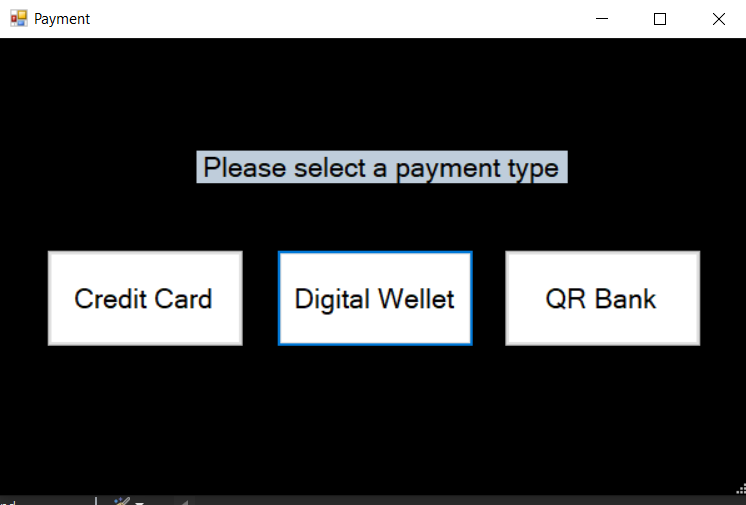 Payment
Please select a payment type
Credit Card
Digital Wellet
QR Bank